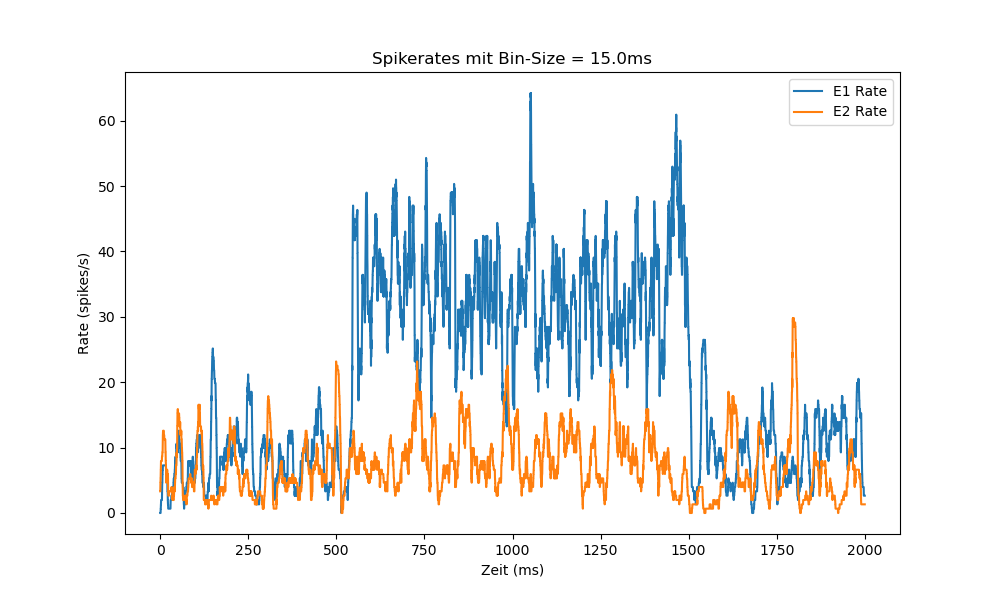 Spikerates mit Bin-Size = 15.0ms
E1 Rate
E2 Rate
Rate (spikes/s)
60
50
40
30
20
10
0
0 250 500 750 1000 1250 1500 1750 2000
Zeit (ms)